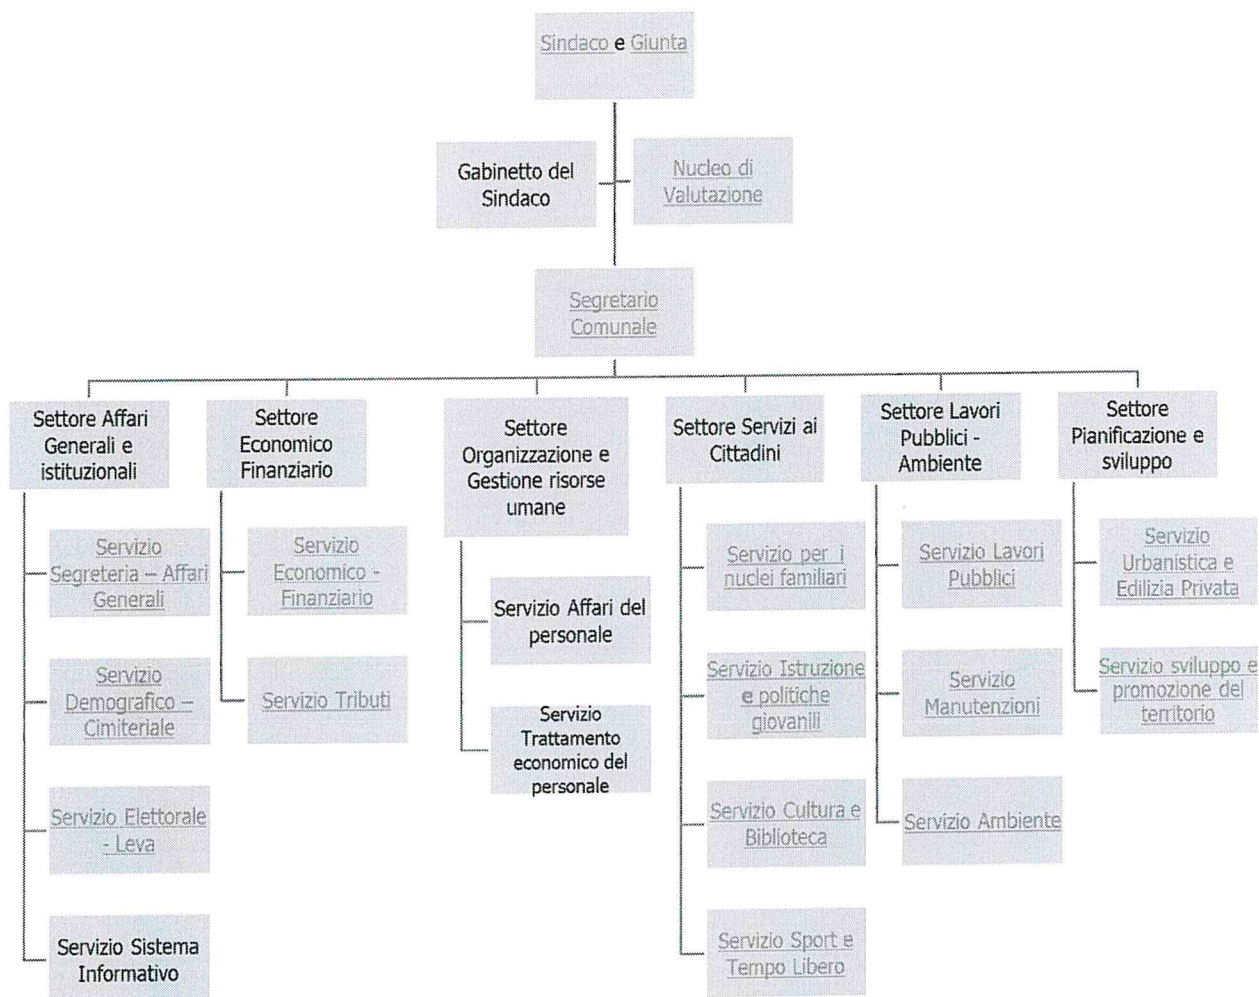 Sindaco e Giunta
Gabinetto del
Sindaco
Nucleo di
Valutazione
Segretario
Comunale
Settore Affari
Generali e
istituzionali
Settore
Economico
Finanziario
Settore
Organizzazione e
Gestione risorse
umane
Settore Servizi ai
Cittadini
Settore Lavori
Pubblici -
Ambiente
Settore
Pianificazione e
sviluppo
Servizio
Segreteria – Affari
Generali
Servizio
Demografico –
Cimiteriale
Servizio Elettorale
- Leva
Servizio Sistema
Informativo
Servizio
Economico -
Finanziario
Servizio Tributi
Servizio Affari del
personale
Servizio
Trattamento
economico del
personale
Servizio per i
nuclei familiari
Servizio Istruzione
e politiche
giovanili
Servizio Cultura e
Biblioteca
Servizio Sport e
Tempo Libero
Servizio Lavori
Pubblici
Servizio
Manutenzioni
Servizio Ambiente
Servizio
Urbanistica e
Edilizia Privata
Servizio sviluppo e
promozione del
territorio